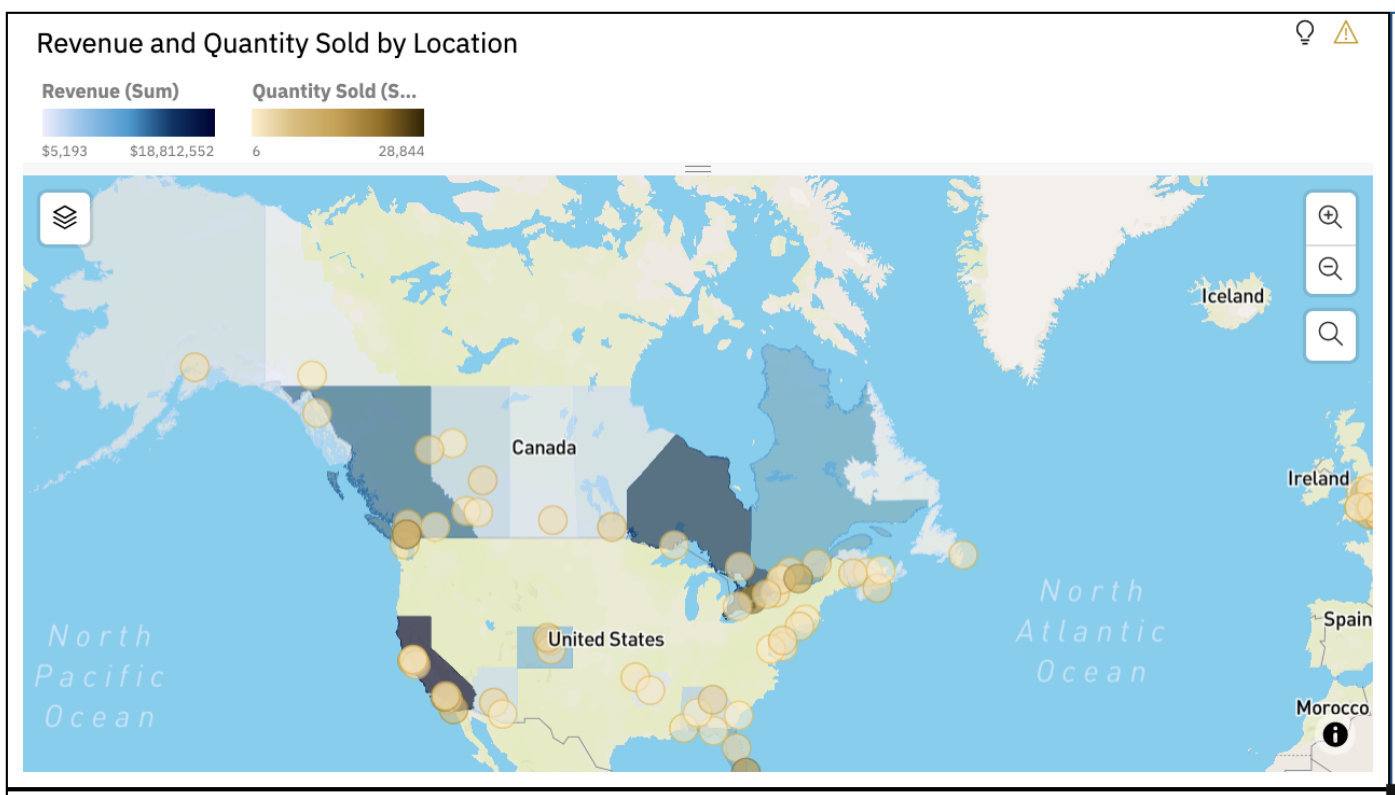 Revenue and Quantity Sold by Location
Revenue (Sum)
Quantity Sold (S...
$5,193
$18,812,552
6
28,844
Iceland
Canada
Ireland
North
Pacific
Ocean
United States
North
Atlantic
Ocean
Spain
Morocco